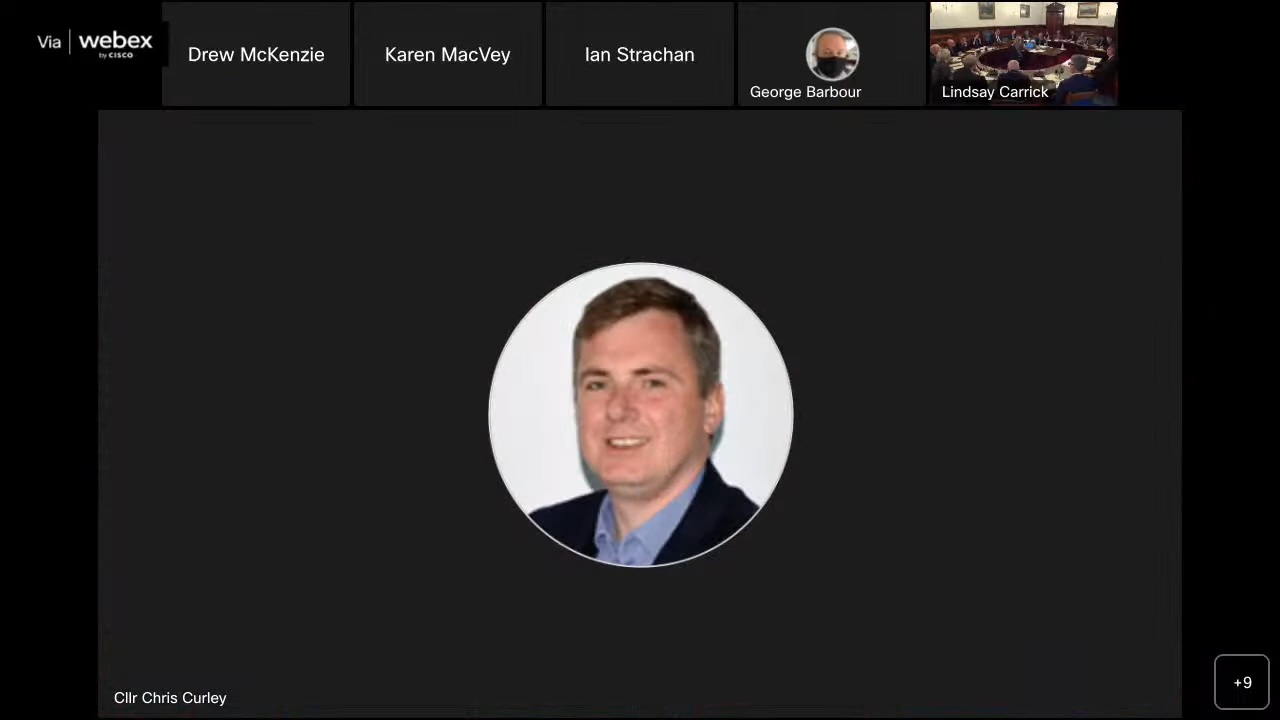 Via | webex
by CISCO
Drew McKenzie
Karen MacVey
Ian Strachan
George Barbour
Lindsay Carrick
Cllr Chris Curley
+9